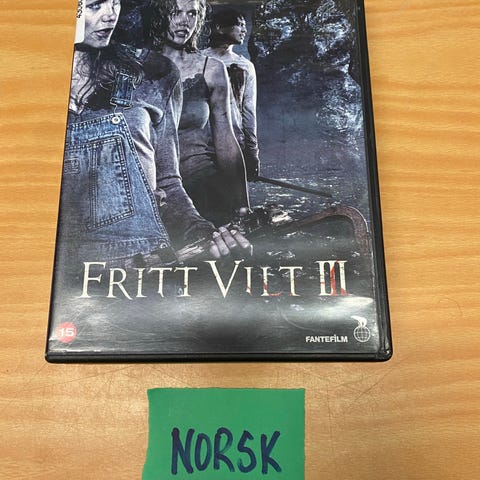 FRITT VILT III
15
FANTEFILM
NORSK